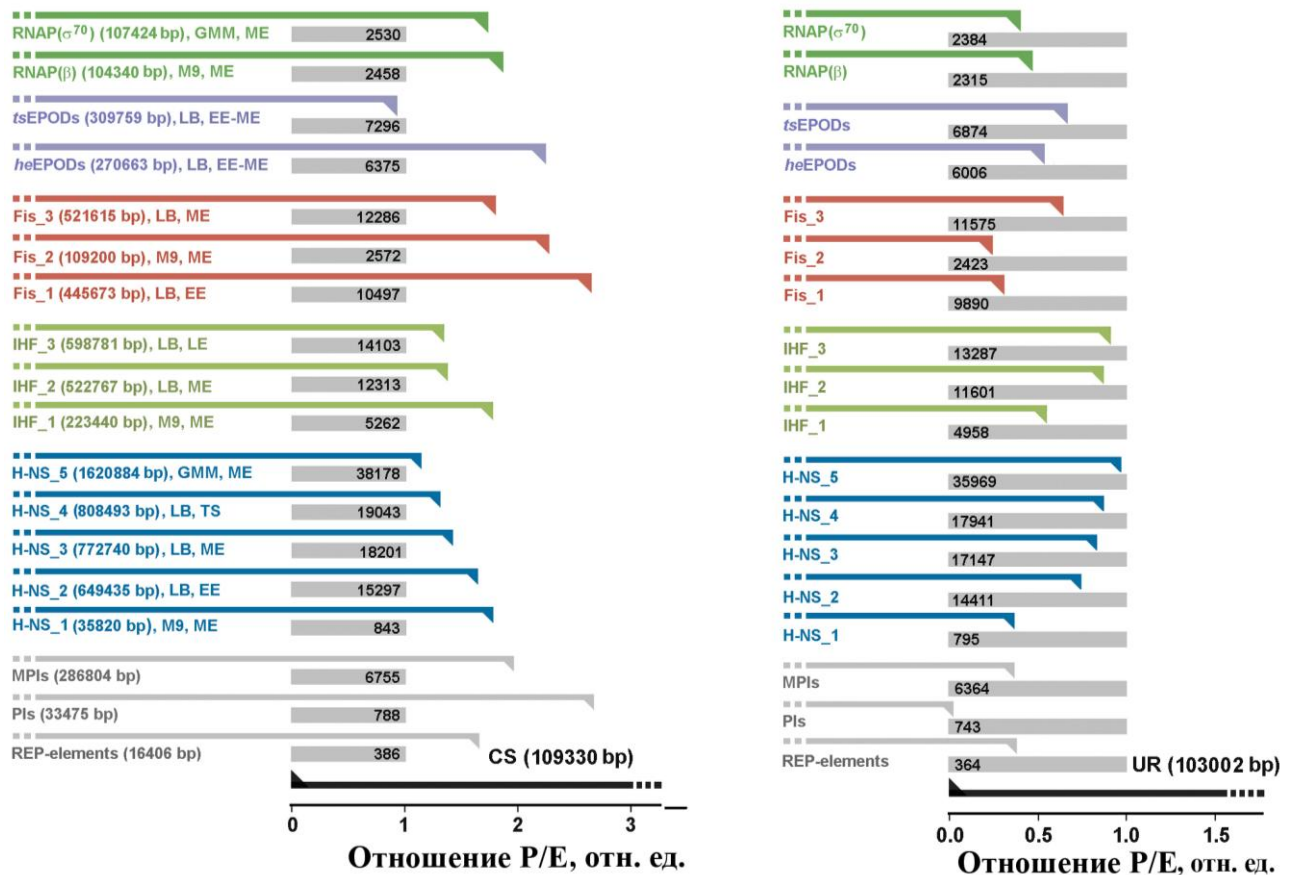 RNAP(σ70) (107424 bp), GMM, ME
2530
RNAP(β) (104340 bp), M9, ME
2458
tsEPODs (309759 bp), LB, EE-ME
7296
heEPODs (270663 bp), LB, EE-ME
6375
Fis_3 (521615 bp), LB, ME
12286
Fis_2 (109200 bp), M9, ME
2572
Fis_1 (445673 bp), LB, EE
10497
IHF_3 (598781 bp), LB, LE
14103
IHF_2 (522767 bp), LB, ME
12313
IHF_1 (223440 bp), M9, ME
5262
H-NS_5 (1620884 bp), GMM, ME
38178
H-NS_4 (808493 bp), LB, TS
19043
H-NS_3 (772740 bp), LB, ME
18201
H-NS_2 (649435 bp), LB, EE
15297
H-NS_1 (35820 bp), M9, ME
843
MPIs (286804 bp)
6755
PIs (33475 bp)
788
REP-elements (16406 bp)
386
CS (109330 bp)
0 1 2 3
Отношение P/E, отн. ед.
RNAP(σ70)
2384
RNAP(β)
2315
tsEPODs
6874
heEPODs
6006
Fis_3
11575
Fis_2
2423
Fis_1
9890
IHF_3
13287
IHF_2
11601
IHF_1
4958
H-NS_5
35969
H-NS_4
17941
H-NS_3
17147
H-NS_2
14411
H-NS_1
795
MPIs
6364
PIs
743
REP-elements
364
UR (103002 bp)
0.0 0.5 1.0 1.5
Отношение P/E, отн. ед.